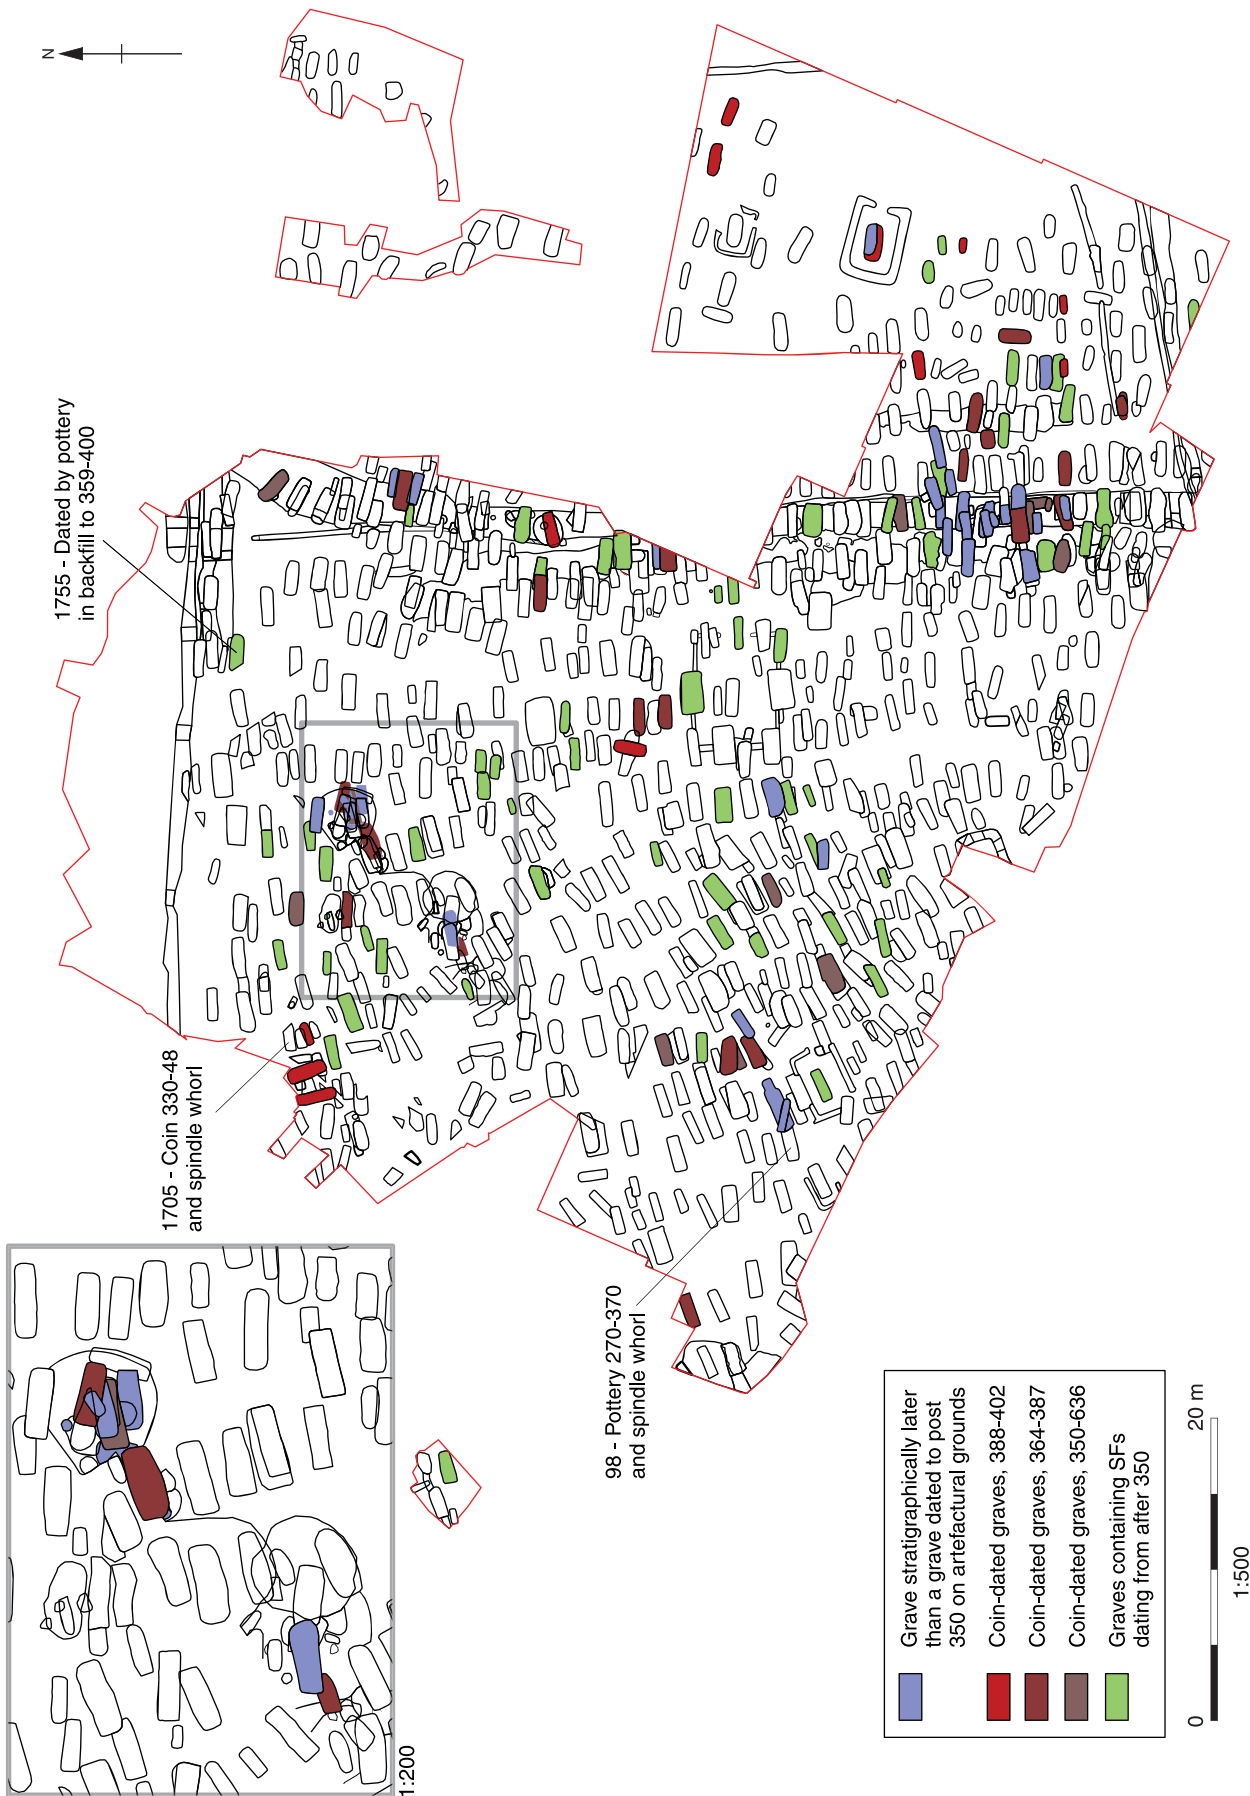 N
1755 - Dated by pottery
in backfill to 359-400
1705 - Coin 330-48
and spindle whorl
98 - Pottery 270-370
and spindle whorl
1:200
Grave stratigraphically later
than a grave dated to post
350 on artefactural grounds
Coin-dated graves, 388-402
Coin-dated graves, 364-387
Coin-dated graves, 350-636
Graves containing SFs
dating from after 350
0
20 m
1:500